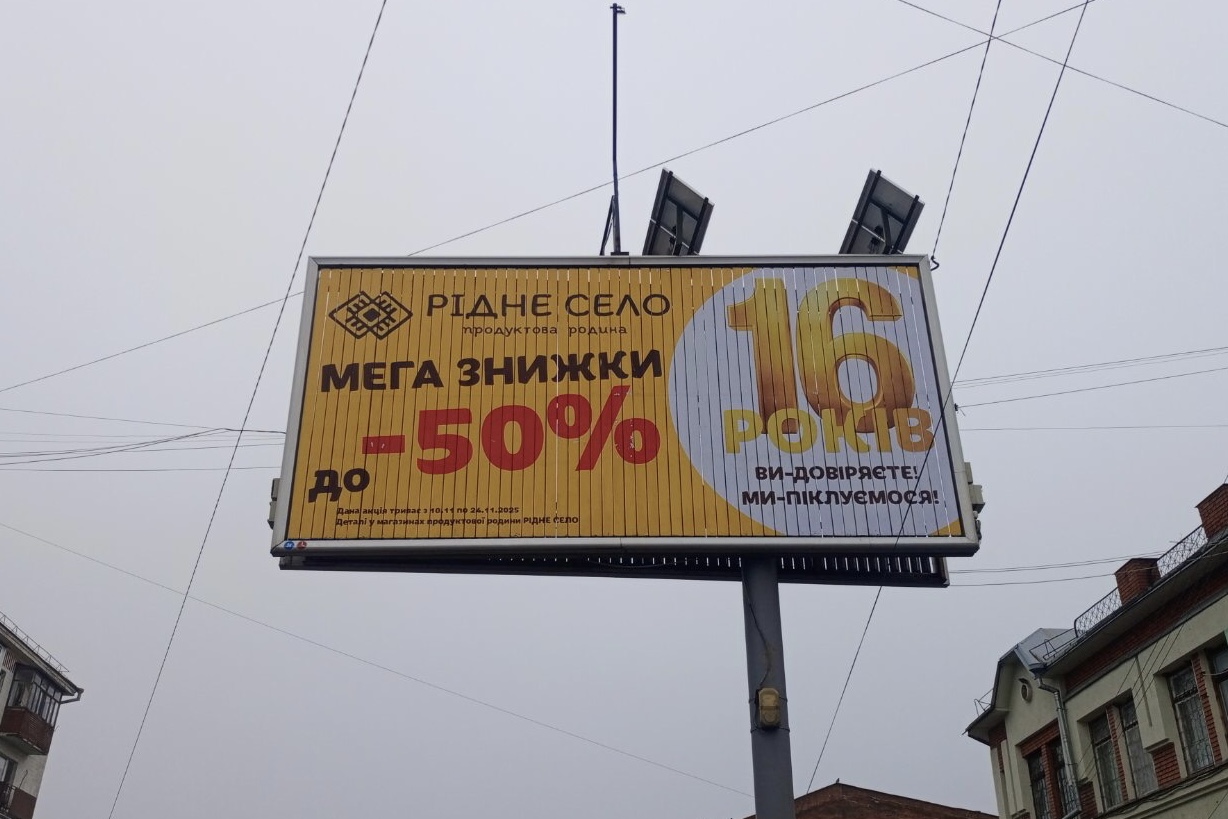 РІДНЕ СЕЛО
продуктова родина
МЕГА ЗНИЖКИ
ДО -50%
Дана акція триває з 10.11 по 24.11.2025
Деталі у магазинах продуктової родини РІДНЕ СЕЛО
16
РОКІВ
ВИ-ДОВІРЯЄТЕ!
МИ-ПІКЛУЄМОСЯ!